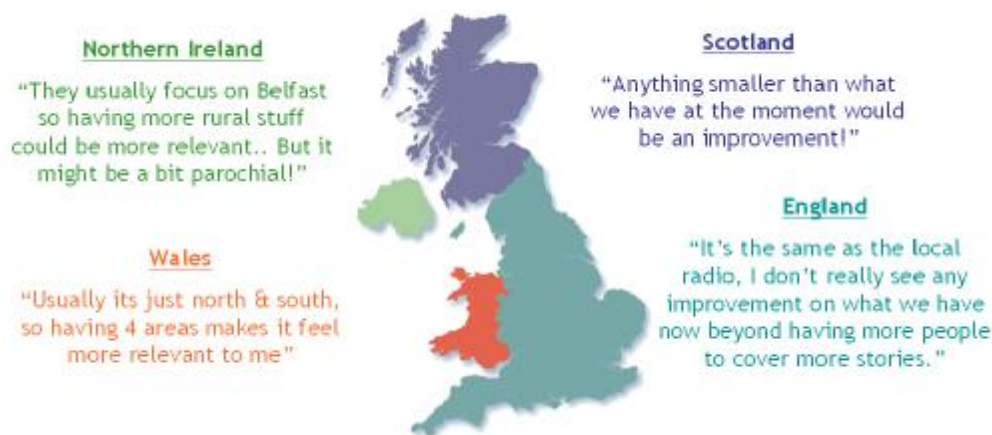 Northern Ireland
“They usually focus on Belfast
so having more rural stuff
could be more relevant.. But it
might be a bit parochial!”
Wales
“Usually its just north & south,
so having 4 areas makes it feel
more relevant to me”
Scotland
“Anything smaller than what
we have at the moment would
be an improvement!”
England
“It’s the same as the local
radio, I don’t really see any
improvement on what we have
now beyond having more people
to cover more stories.”